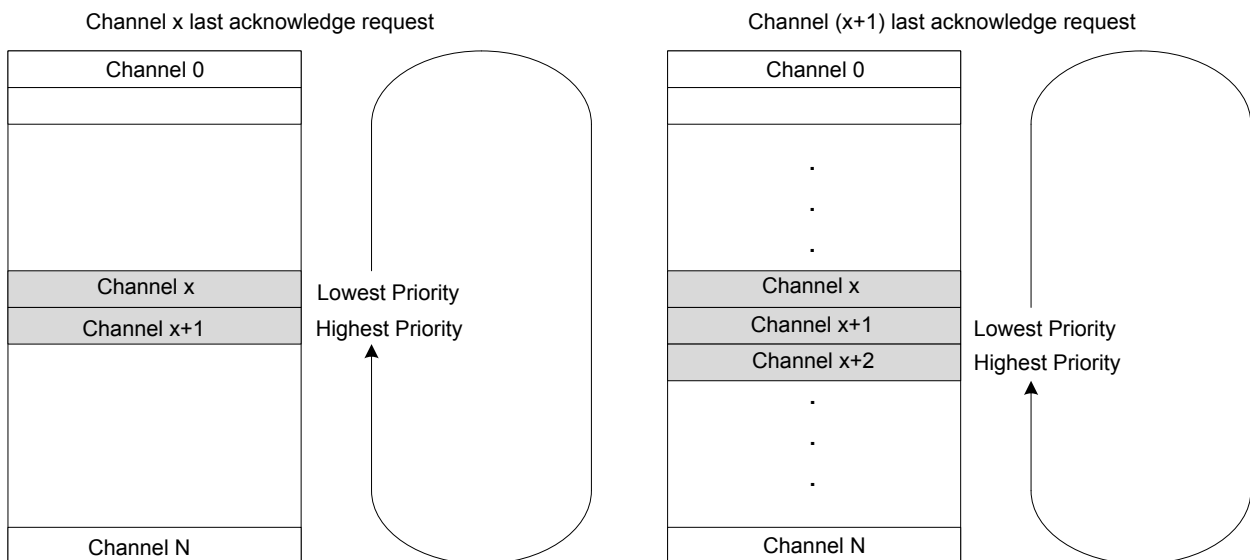 Channel x last acknowledge request
Channel 0
Channel x
Lowest Priority
Channel x+1
Highest Priority
Channel N
Channel (x+1) last acknowledge request
Channel 0
.
.
.
Channel x
Channel x+1
Lowest Priority
Channel x+2
Highest Priority
.
.
.
Channel N